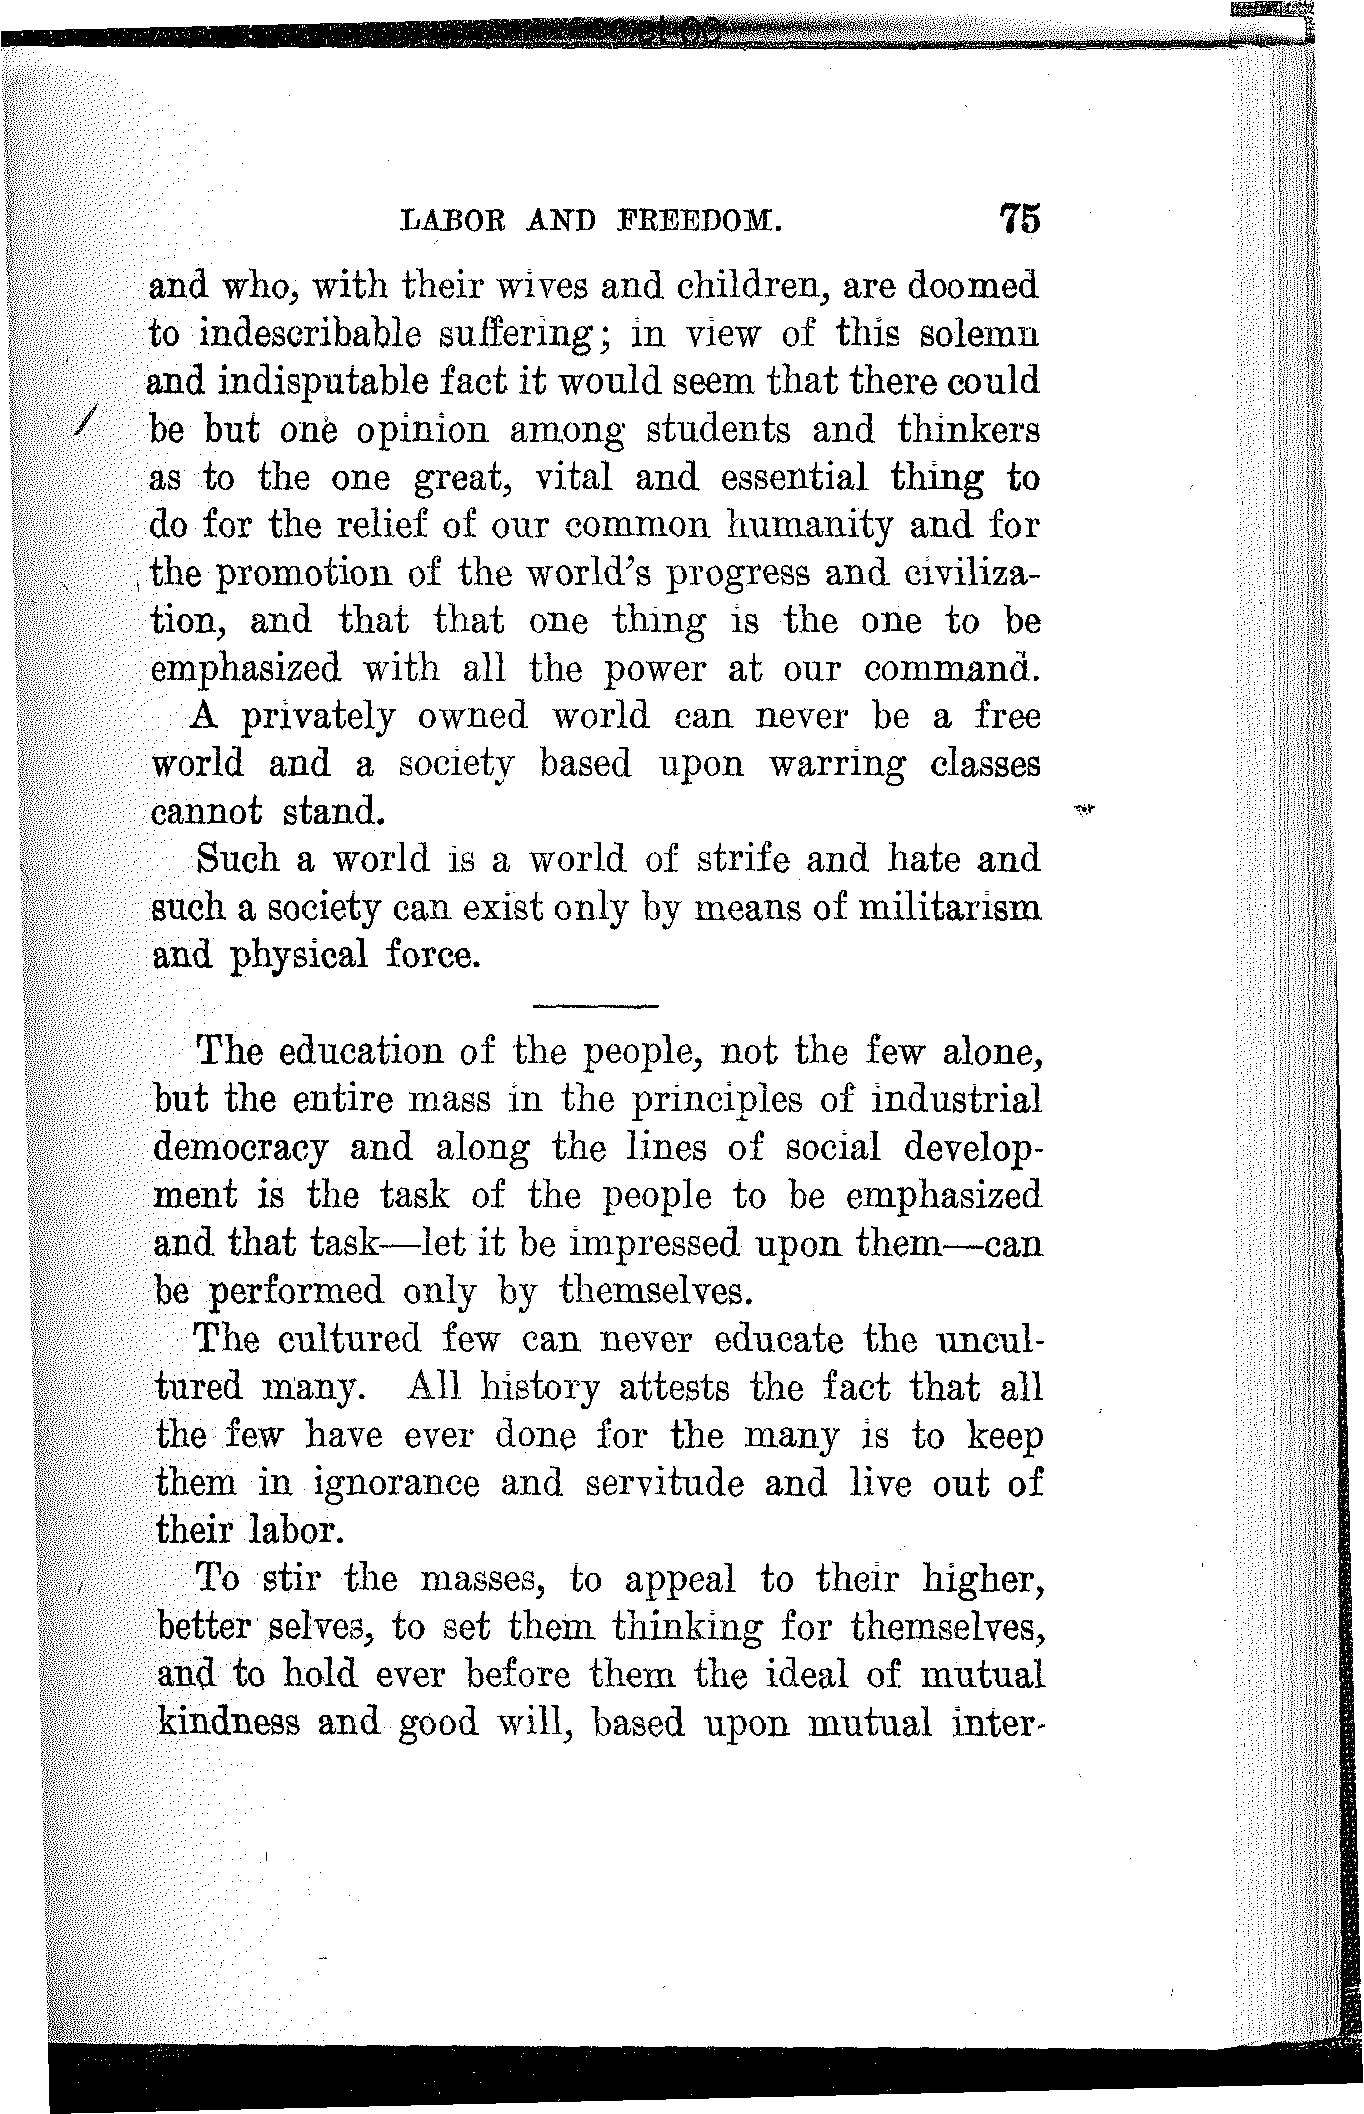 LABOR AND FREEDOM. 75
and who, with their wives and children, are doomed
to indescribable suffering; in view of this solemn
and indisputable fact it would seem that there could
be but one opinion among students and thinkers
as to the one great, vital and essential thing to
do for the relief of our common humanity and for
the promotion of the world's progress and civiliza-
tion, and that that one thing is the one to be
emphasized with all the power at our command.
A privately owned world can never be a free
world and a society based upon warring classes
cannot stand.
Such a world is a world of strife and hate and
such a society can exist only by means of militarism
and physical force.
The education of the people, not the few alone,
but the entire mass in the principles of industrial
democracy and along the lines of social develop-
ment is the task of the people to be emphasized
and that task—let it be impressed upon them—can
be performed only by themselves.
The cultured few can never educate the uncul-
tured many. All history attests the fact that all
the few have ever done for the many is to keep
them in ignorance and servitude and live out of
their labor.
To stir the masses, to appeal to their higher,
better selves, to set them thinking for themselves,
and to hold ever before them the ideal of mutual
kindness and good will, based upon mutual inter-